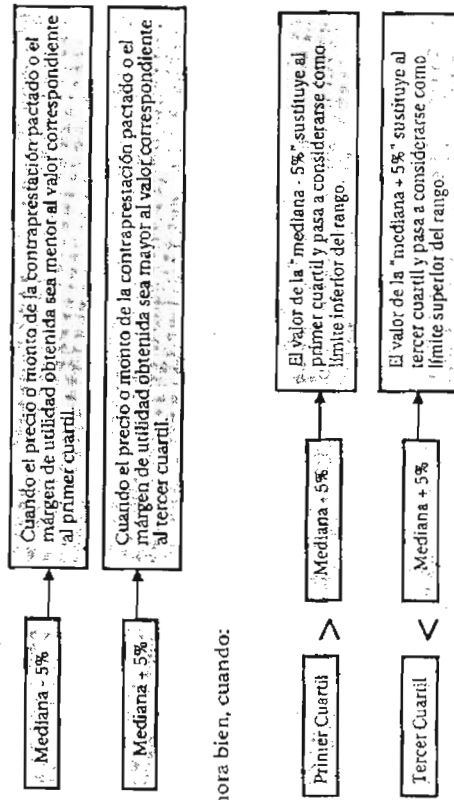 Mediana - 5%
Cuando el precio o monto de la contraprestación pactado o el
márgen de utilidad obtenida sea menor al valor correspondiente
al primer cuartil.
Mediana + 5%
Cuando el precio o monto de la contraprestación pactado o el
márgen de utilidad obtenida sea mayor al valor correspondiente
al tercer cuartil.
hora bien, cuando:
Primer Cuartil > Mediana - 5%
El valor de la "mediana - 5%" sustituye al
primer cuartil y pasa a considerarse como
límite inferior del rango.
Tercer Cuartil < Mediana + 5%
El valor de la "mediana + 5%" sustituye al
tercer cuartil y pasa a considerarse como
límite superior del rango.